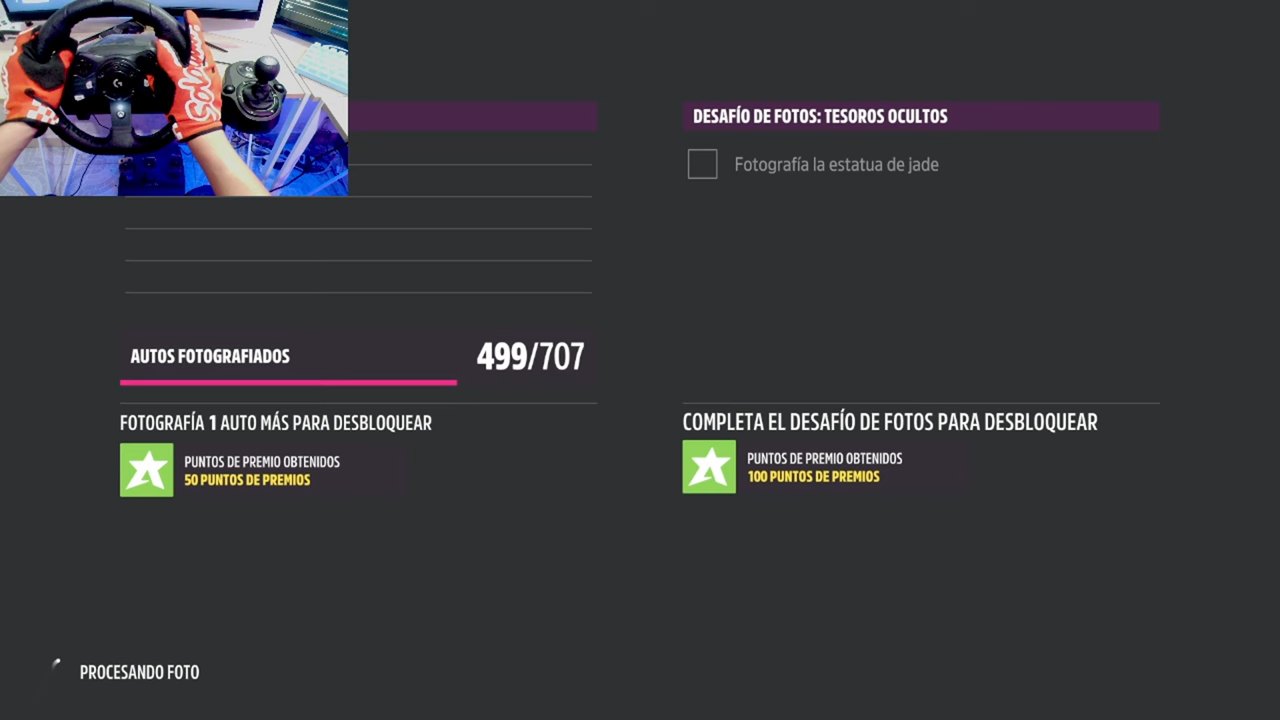 DESAFÍO DE FOTOS: TESOROS OCULTOS
Fotografía la estatua de jade
AUTOS FOTOGRAFIADOS
499/707
FOTOGRAFÍA 1 AUTO MÁS PARA DESBLOQUEAR
PUNTOS DE PREMIO OBTENIDOS
50 PUNTOS DE PREMIOS
COMPLETA EL DESAFÍO DE FOTOS PARA DESBLOQUEAR
PUNTOS DE PREMIO OBTENIDOS
100 PUNTOS DE PREMIOS
PROCESANDO FOTO